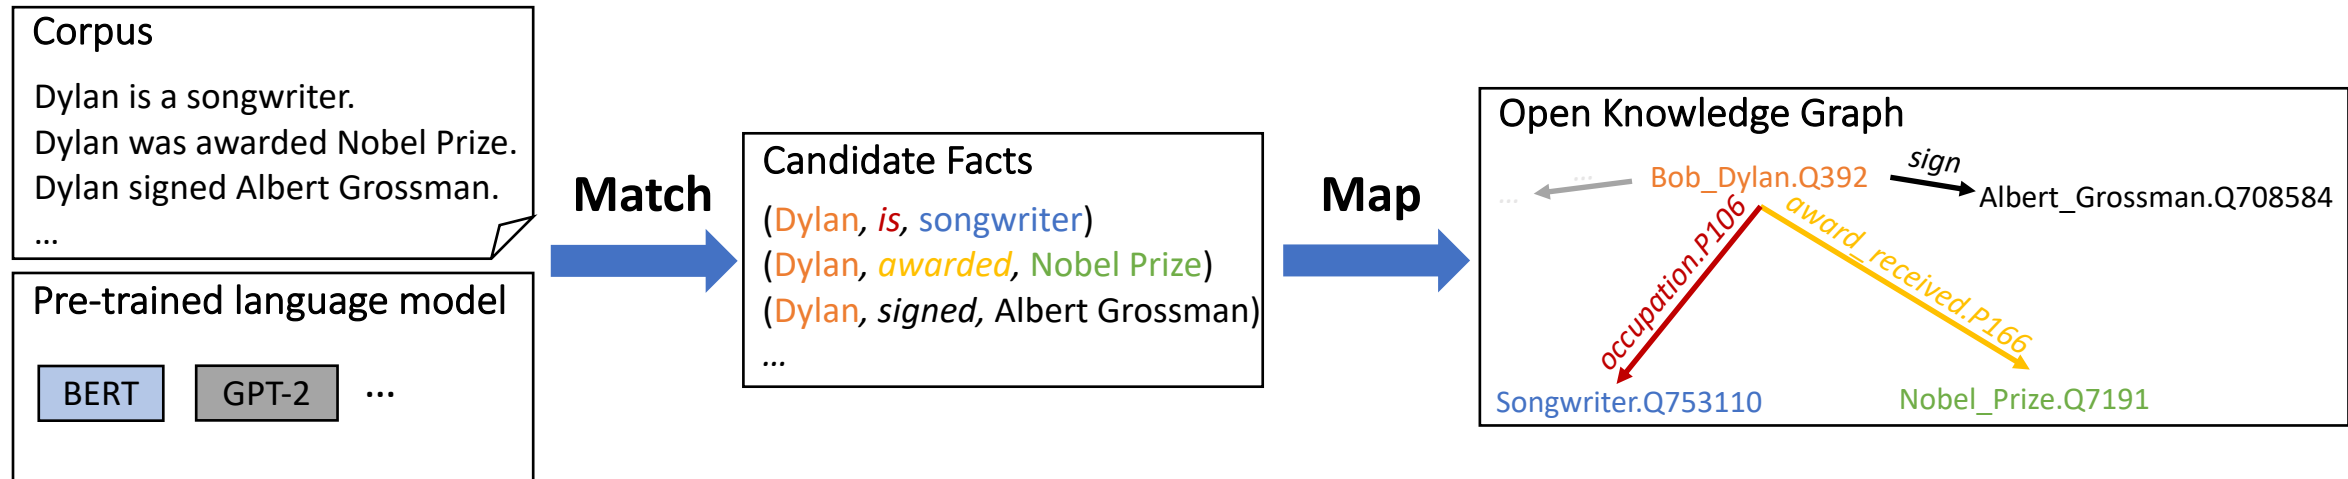 Corpus
Dylan is a songwriter.
Dylan was awarded Nobel Prize.
Dylan signed Albert Grossman.
...
Pre-trained language model
BERT
GPT-2
...
Match
Candidate Facts
(Dylan, is, songwriter)
(Dylan, awarded, Nobel Prize)
(Dylan, signed, Albert Grossman)
...
Map
Open Knowledge Graph
...
...
Bob_Dylan.Q392
sign
Albert_Grossman.Q708584
occupation.P106
award_received.P166
Songwriter.Q753110
Nobel_Prize.Q7191